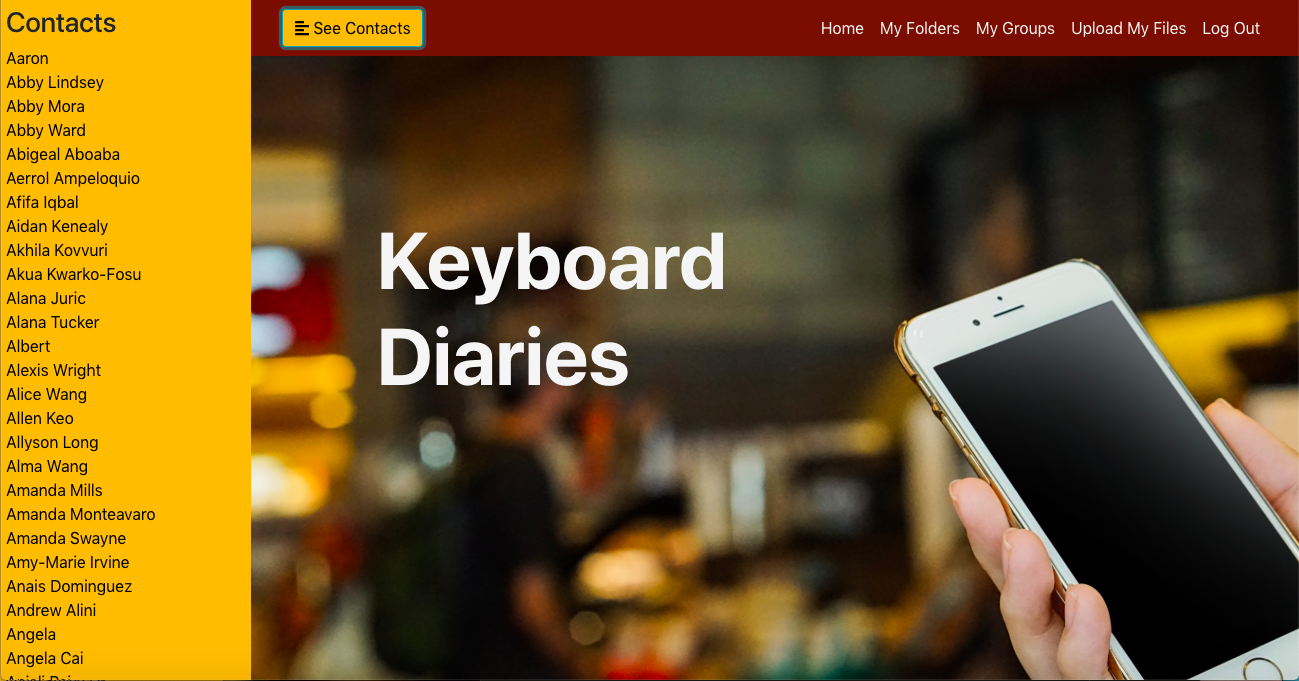 Contacts
Aaron
Abby Lindsey
Abby Mora
Abby Ward
Abigeal Aboaba
Aerrol Ampeloquio
Afifa Iqbal
Aidan Kenealy
Akhila Kovvuri
Akua Kwarko-Fosu
Alana Juric
Alana Tucker
Albert
Alexis Wright
Alice Wang
Allen Keo
Allyson Long
Alma Wang
Amanda Mills
Amanda Monteavaro
Amanda Swayne
Amy-Marie Irvine
Anais Dominguez
Andrew Alini
Angela
Angela Cai
See Contacts
Home My Folders My Groups Upload My Files Log Out
Keyboard
Diaries